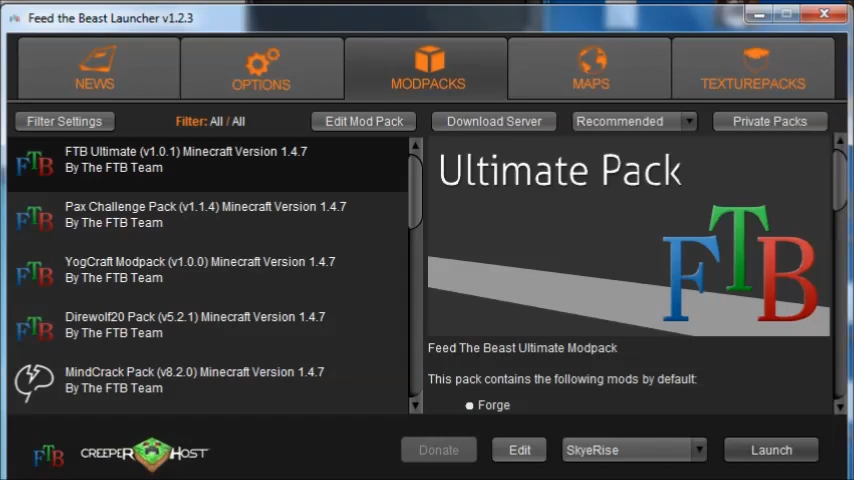 Feed the Beast Launcher v1.2.3
NEWS
OPTIONS
MODPACKS
MAPS
TEXTUREPACKS
Filter Settings
Filter: All / All
Edit Mod Pack
Download Server
Recommended
Private Packs
FTB Ultimate (v1.0.1) Minecraft Version 1.4.7
By The FTB Team
Pax Challenge Pack (v1.1.4) Minecraft Version 1.4.7
By The FTB Team
YogCraft Modpack (v1.0.0) Minecraft Version 1.4.7
By The FTB Team
Direwolf20 Pack (v5.2.1) Minecraft Version 1.4.7
By The FTB Team
MindCrack Pack (v8.2.0) Minecraft Version 1.4.7
By The FTB Team
Ultimate Pack
FTB
Feed The Beast Ultimate Modpack
This pack contains the following mods by default:
Forge
FTB
CREEPER HOST
Donate
Edit
SkyeRise
Launch